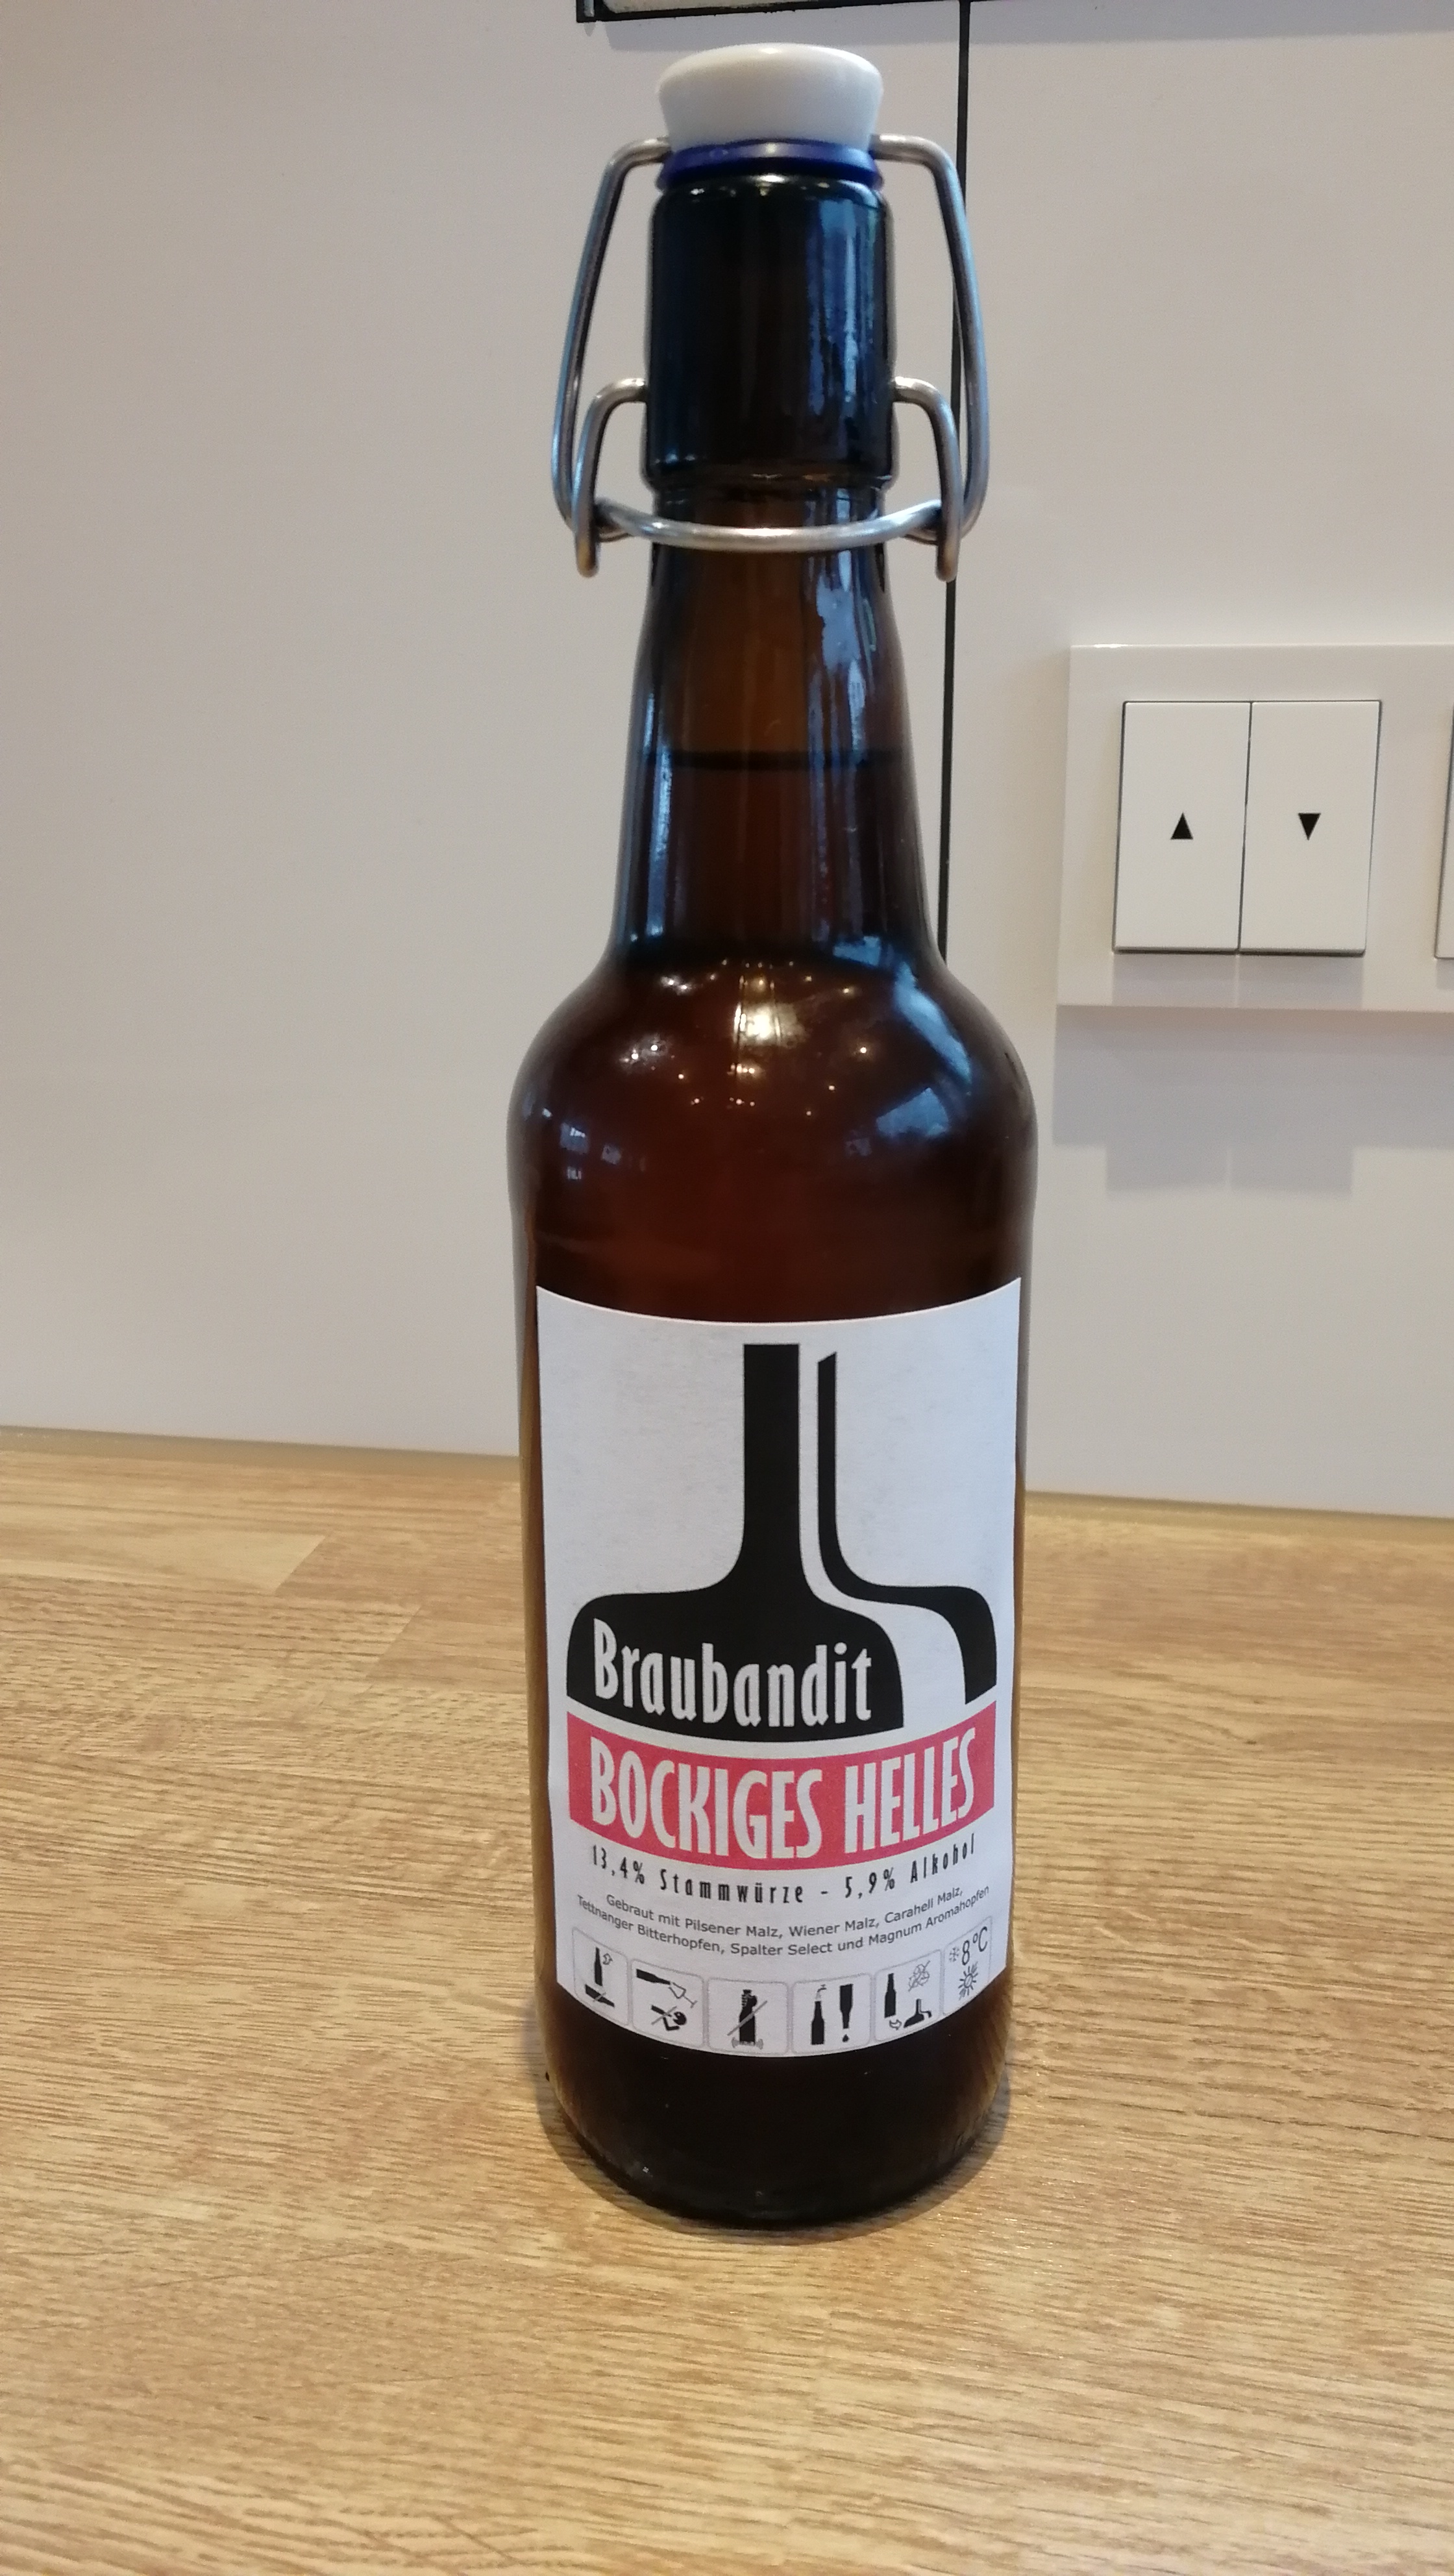 Braubandit
BOCKIGES HELLES
13,4% Stammwürze - 5,9% Alkohol
Gebraut mit Pilsener Malz, Wiener Malz, Carahell Malz,
Tettnanger Bitterhopfen, Spalter Select und Magnum Aromahopfen
8°C